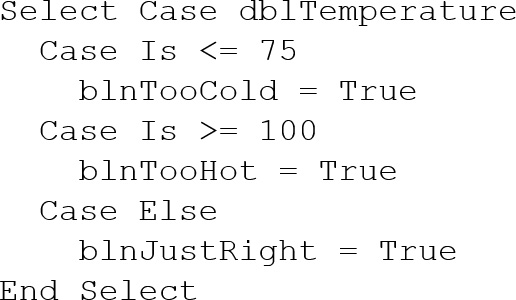 Select Case dblTemperature
  Case Is <= 75
    blnTooCold = True
  Case Is >= 100
    blnTooHot = True
  Case Else
    blnJustRight = True
End Select